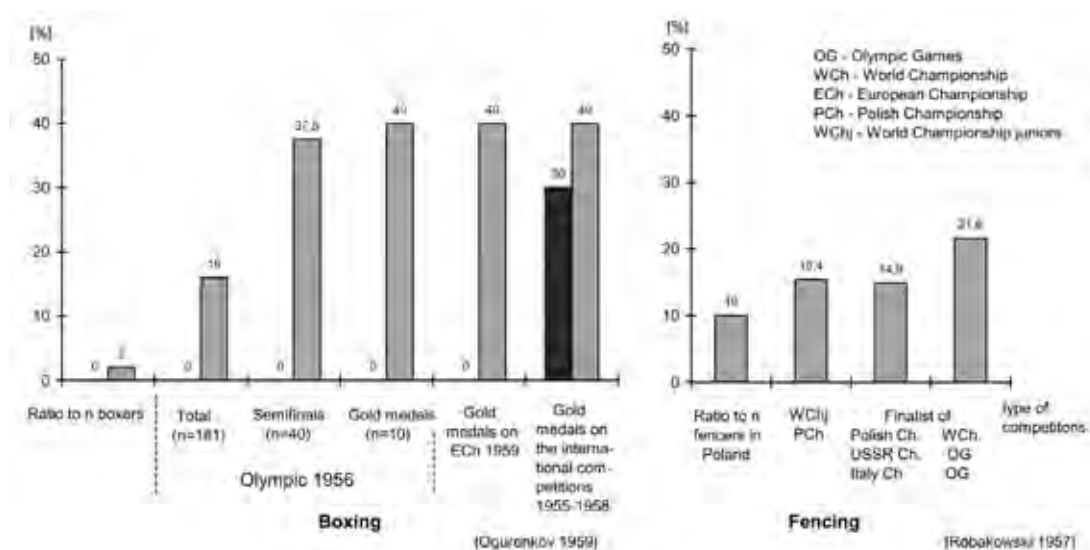 [%]
50
40
30
20
10
0
0
2
0
16
0
37,5
0
40
0
40
30
40
Ratio to n boxers
Total
(n=181)
Semifinals
(n=40)
Gold medals
(n=10)
Gold
medals on
ECh 1959
Gold
medals on
the interna-
tional com-
petitions
1955-1958
Olympic 1956
Boxing
[Ogurenkov 1959]
[%]
50
40
30
20
10
0
OG - Olympic Games
WCh - World Championship
ECh - European Championship
PCh - Polish Championship
WChj - World Championship juniors
10
15,4
14,9
21,6
Ratio to n
fencers in
Poland
WChj
PCh
Finalist of
Polish Ch.
USSR Ch.
Italy Ch
WCh.
OG
OG
type of
competitions
Fencing
[Robakowski 1957]